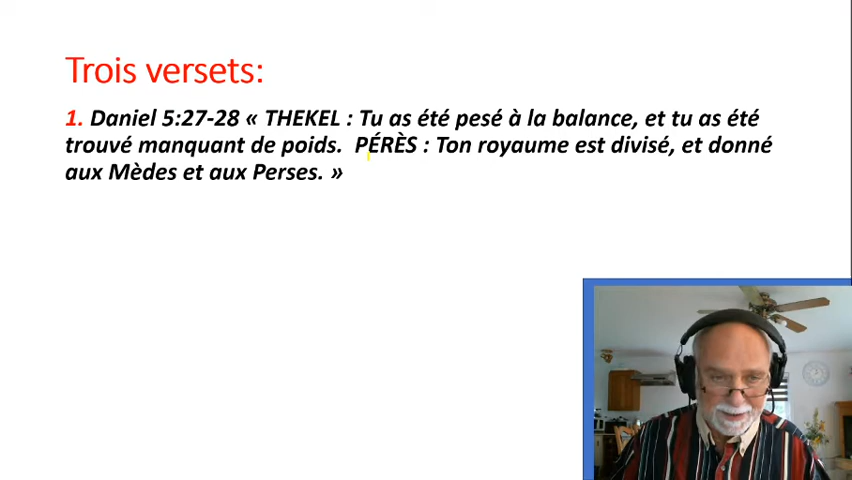 Trois versets:
1. Daniel 5:27-28 « THEKEL : Tu as été pesé à la balance, et tu as été
trouvé manquant de poids. PÉRÈS : Ton royaume est divisé, et donné
aux Mèdes et aux Perses. »